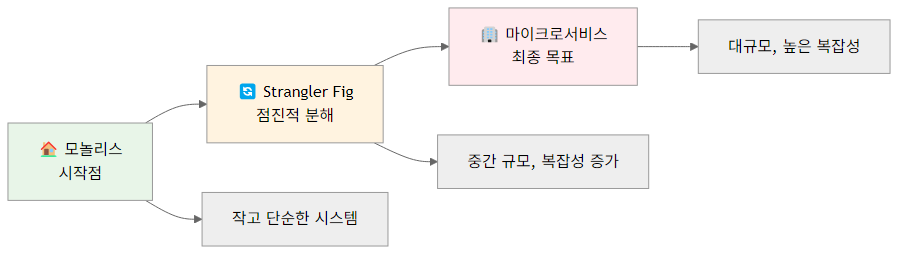 🏠 모놀리스
시작점
🔄 Strangler Fig
점진적 분해
🏢 마이크로서비스
최종 목표
대규모, 높은 복잡성
중간 규모, 복잡성 증가
작고 단순한 시스템